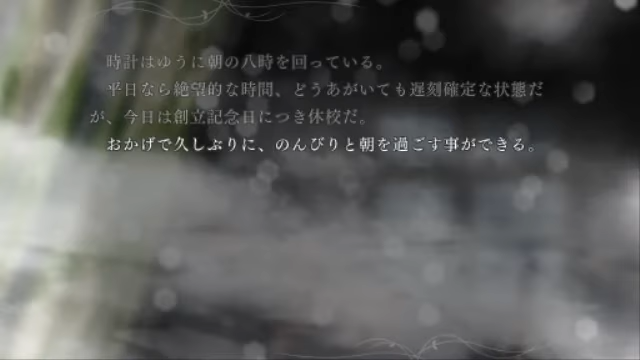 時計はゆうに朝の八時を回っている。
平日なら絶望的な時間、どうあがいても遅刻確定な状態だ
が、今日は創立記念日につき休校だ。
おかげで久しぶりに、のんびりと朝を過ごす事ができる。